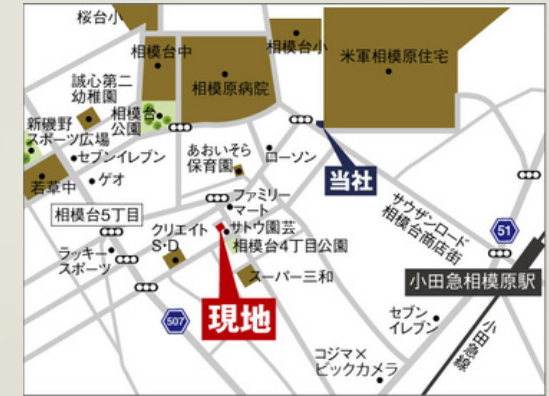 桜台小
相模台中
相模台小
米軍相模原住宅
誠心第二
幼稚園
相模原病院
相模台
公園
新磯野
スポーツ広場
セブンイレブン
あおいそら
保育園
ローソン
当社
若草中
ゲオ
ファミリー
マート
サウザンロード
相模台商店街
相模台5丁目
クリエイト
S・D
サトウ園芸
相模台4丁目公園
51
ラッキー
スポーツ
スーパー三和
小田急相模原駅
507
現地
セブン
イレブン
小田急線
コジマ×
ビックカメラ